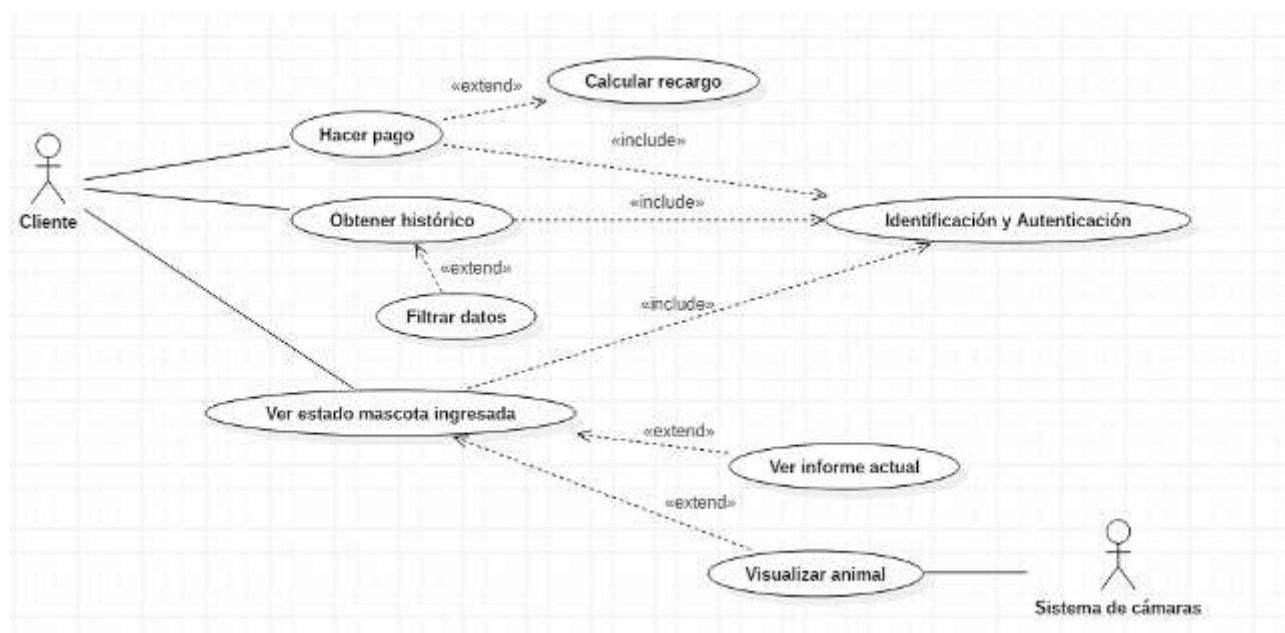 Calcular recargo
«extend»
Hacer pago
«include»
Cliente
Obtener histórico
«include»
Identificación y Autenticación
«extend»
Filtrar datos
«include»
Ver estado mascota ingresada
«extend»
Ver informe actual
«extend»
Visualizar animal
Sistema de cámaras